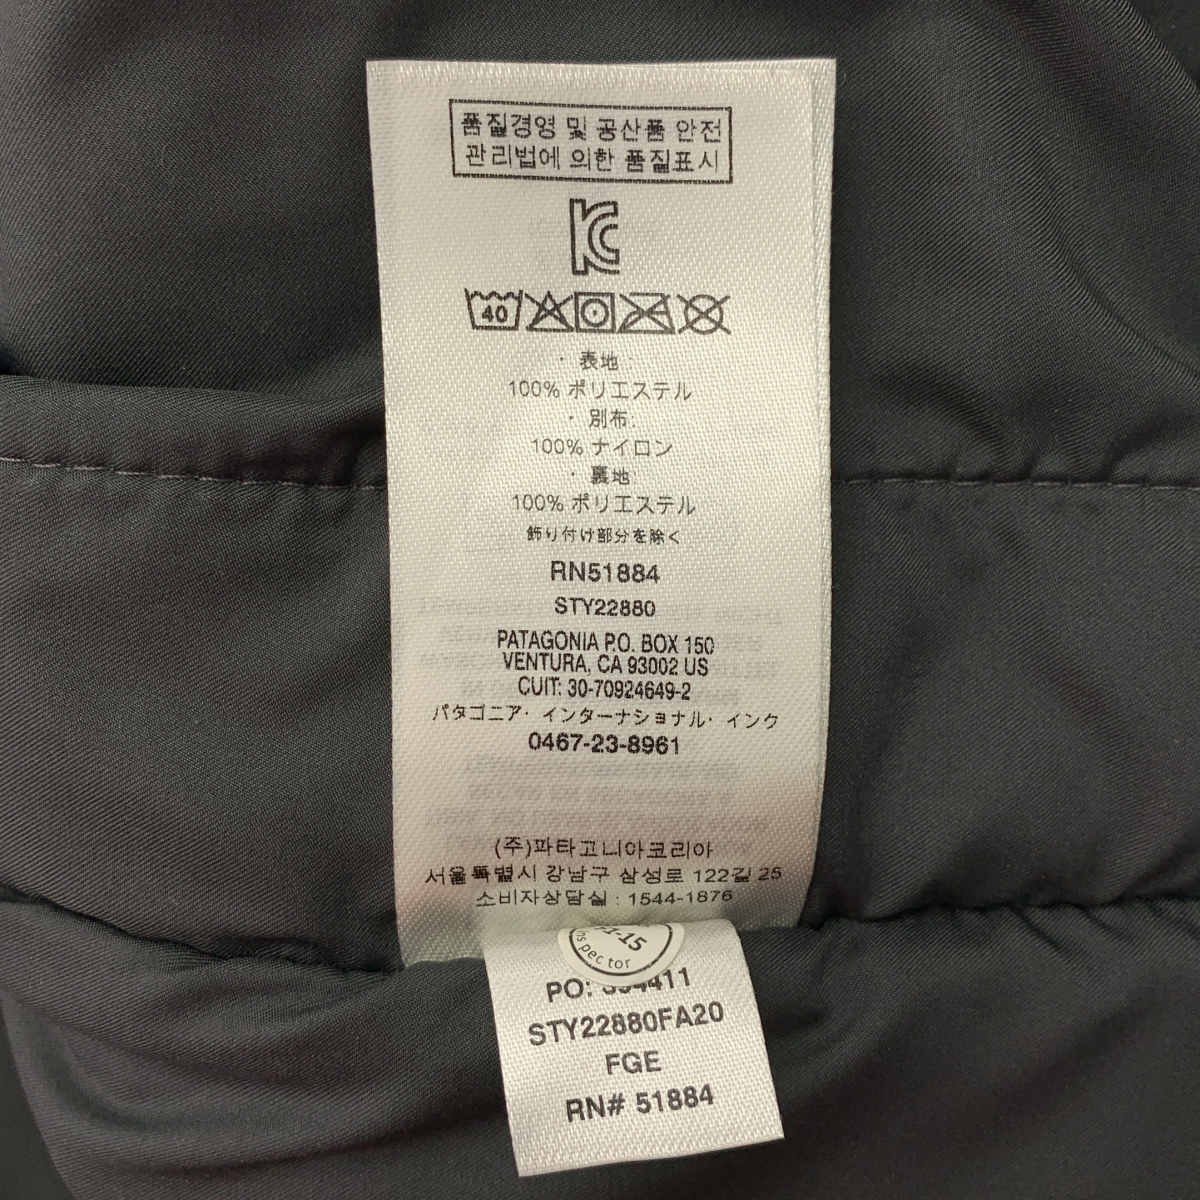 품질경영 및 공산품 안전
관리법에 의한 품질표시
KC
40
· 表地 :
100% ポリエステル
· 別布:
100% ナイロン
· 裏地:
100% ポリエステル
飾り付け部分を除く
RN51884
STY22880
PATAGONIA P.O. BOX 150
VENTURA, CA 93002 US
CUIT: 30-70924649-2
パタゴニア・インターナショナル・インク
0467-23-8961
(주)파타고니아코리아
서울특별시 강남구 삼성로 122길 25
소비자상담실 : 1544-1876
PO:
STY22880FA20
FGE
RN# 51884